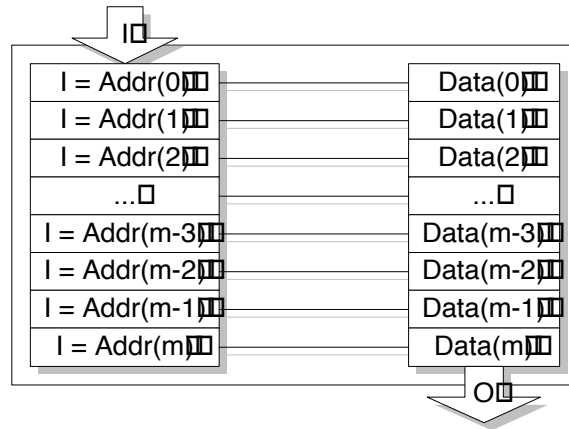 I
I = Addr(0) Data(0)
I = Addr(1) Data(1)
I = Addr(2) Data(2)
... ...
I = Addr(m-3) Data(m-3)
I = Addr(m-2) Data(m-2)
I = Addr(m-1) Data(m-1)
I = Addr(m) Data(m)
O